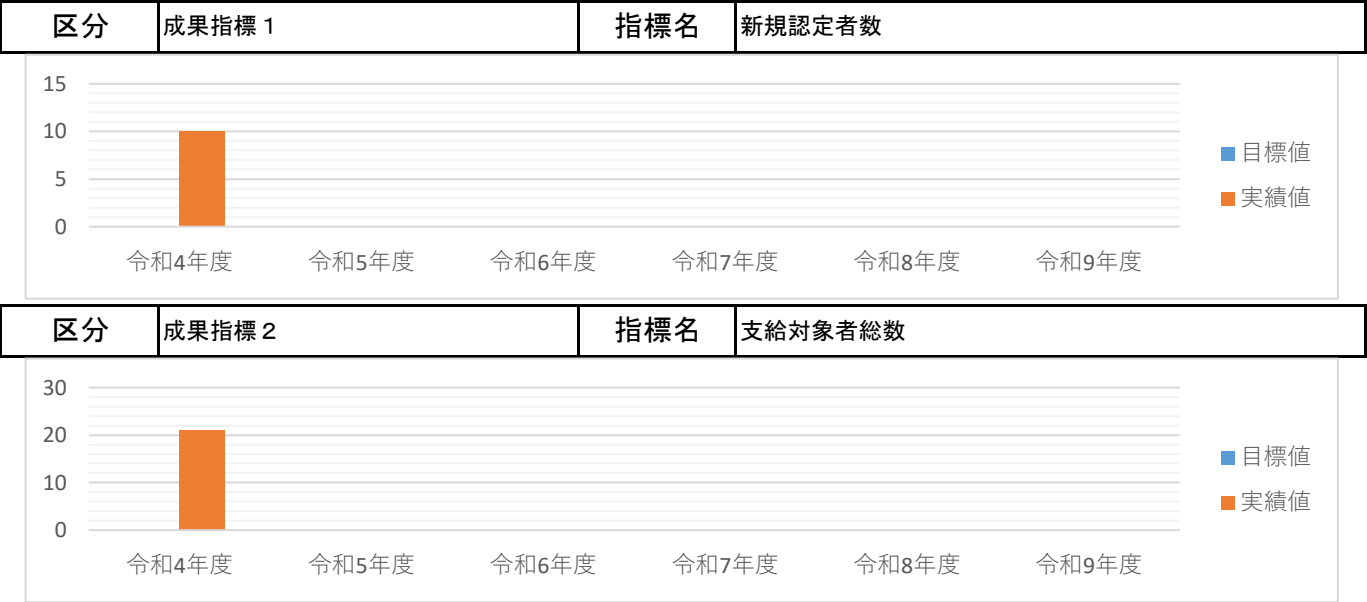 区分 成果指標１ 指標名 新規認定者数
15
10
5
0
目標値
実績値
令和4年度 令和5年度 令和6年度 令和7年度 令和8年度 令和9年度
区分 成果指標２ 指標名 支給対象者総数
30
20
10
0
目標値
実績値
令和4年度 令和5年度 令和6年度 令和7年度 令和8年度 令和9年度